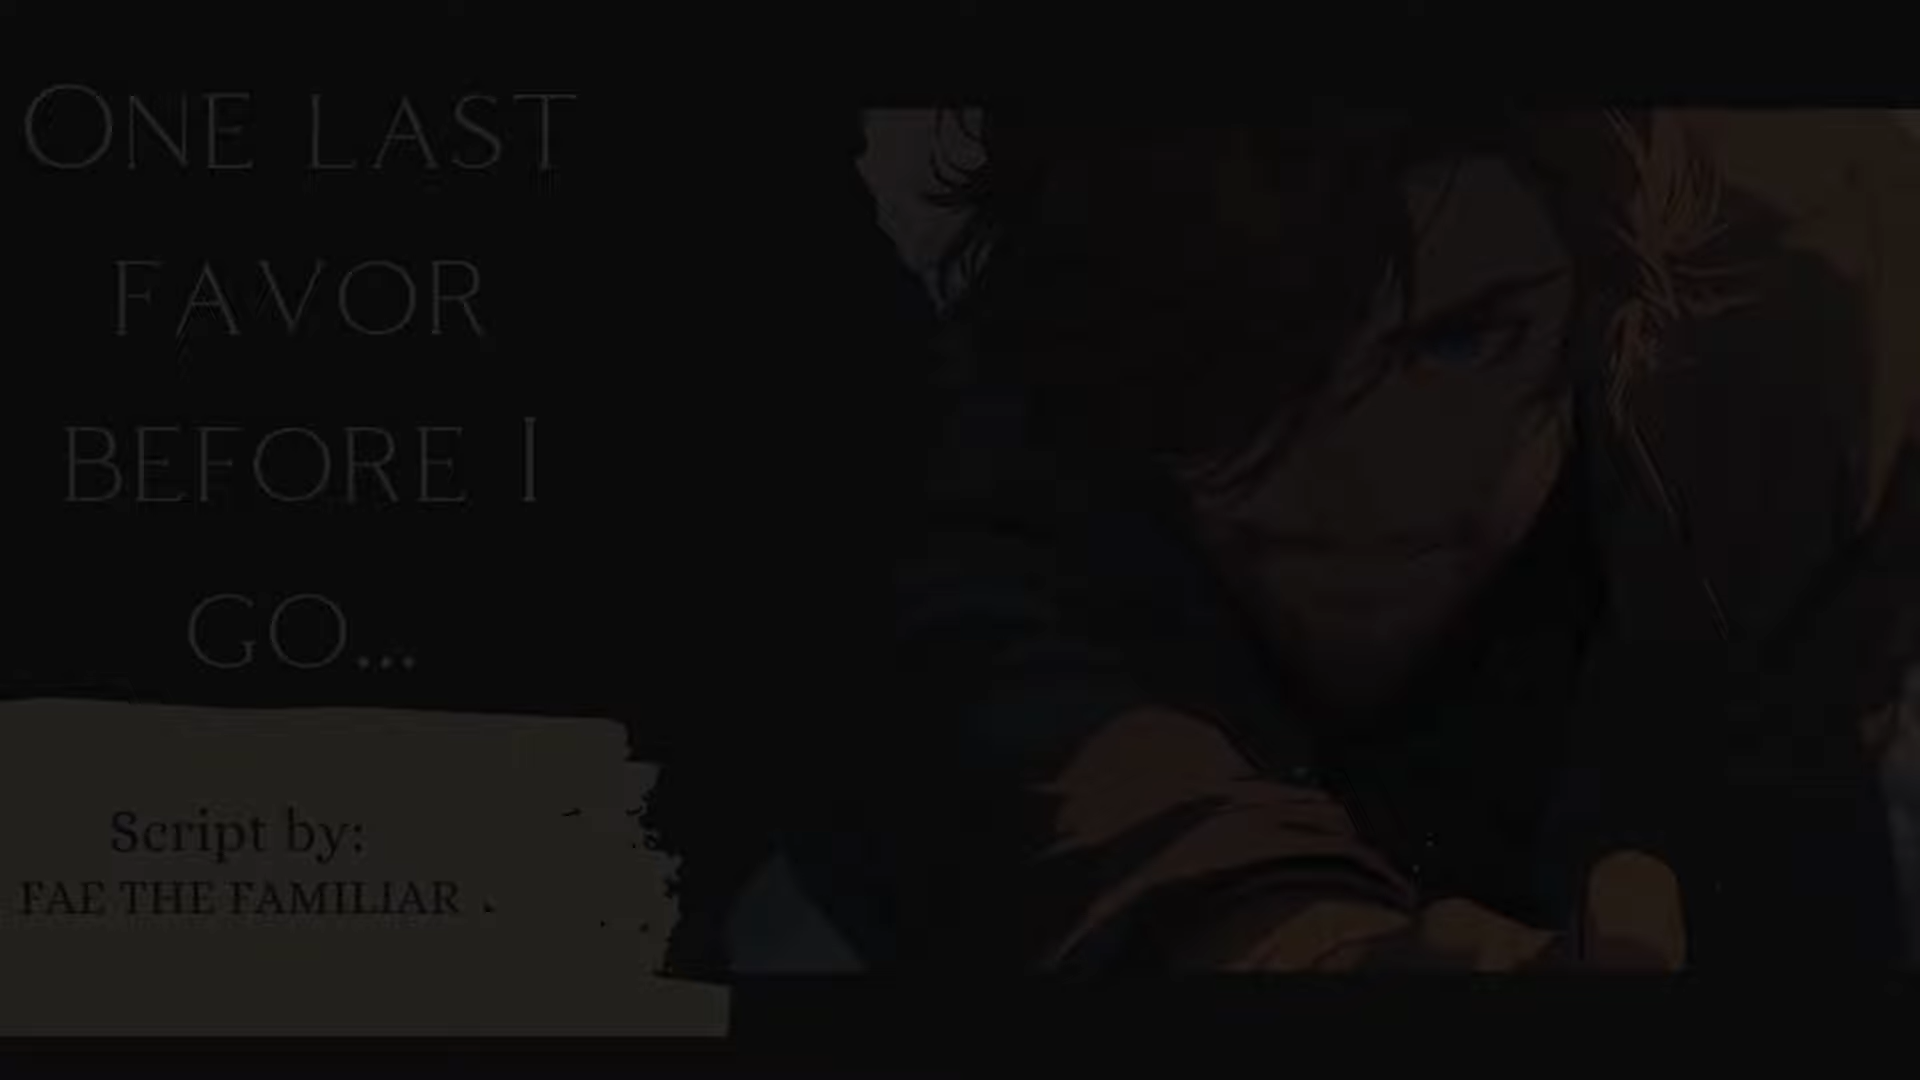 ONE LAST
FAVOR
BEFORE I
GO...
Script by:
FAE THE FAMILIAR